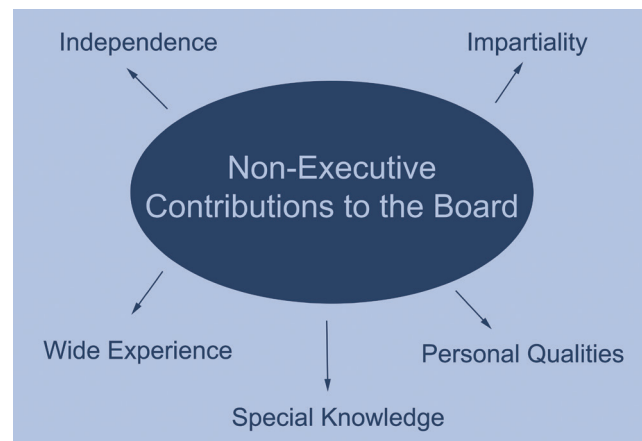 Independence
Impartiality
Non-Executive
Contributions to the Board
Wide Experience
Personal Qualities
Special Knowledge